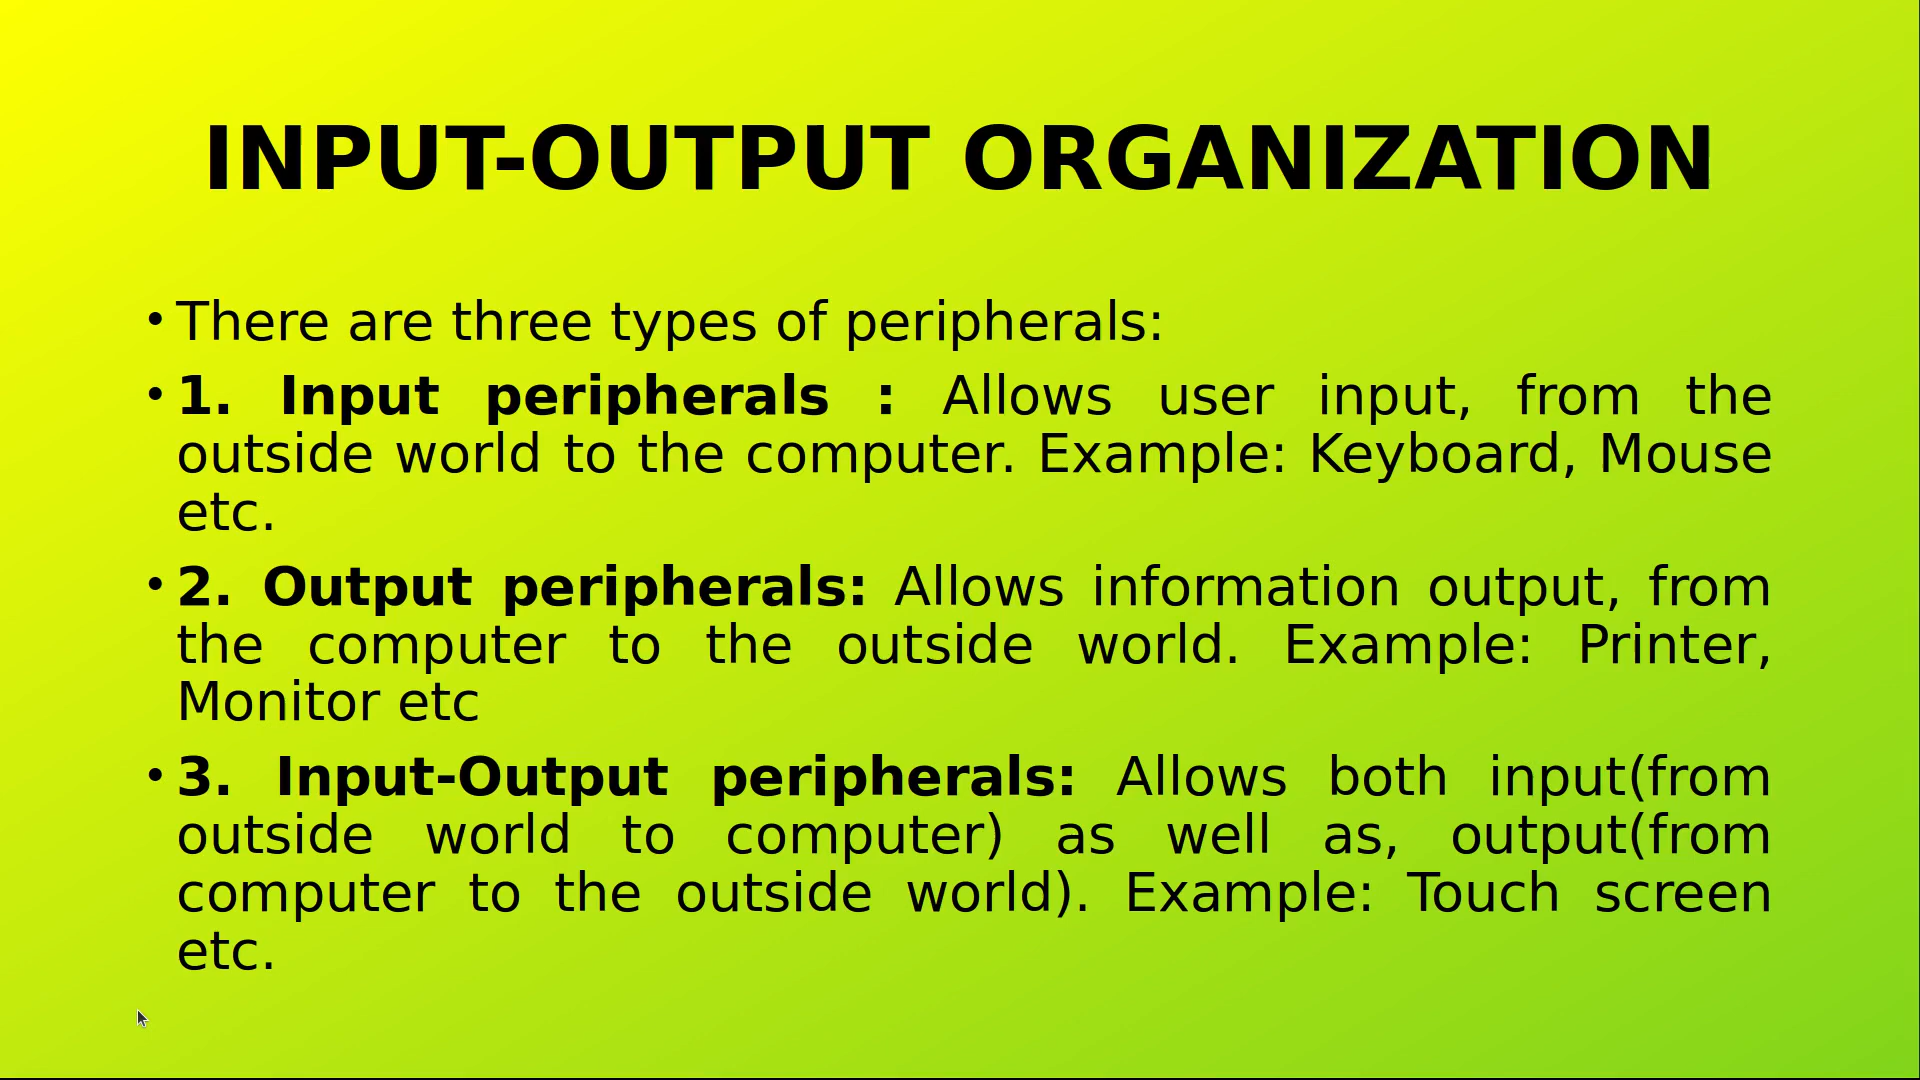 INPUT-OUTPUT ORGANIZATION
• There are three types of peripherals:
• 1. Input peripherals : Allows user input, from the
outside world to the computer. Example: Keyboard, Mouse
etc.
• 2. Output peripherals: Allows information output, from
the computer to the outside world. Example: Printer,
Monitor etc
• 3. Input-Output peripherals: Allows both input(from
outside world to computer) as well as, output(from
computer to the outside world). Example: Touch screen
etc.